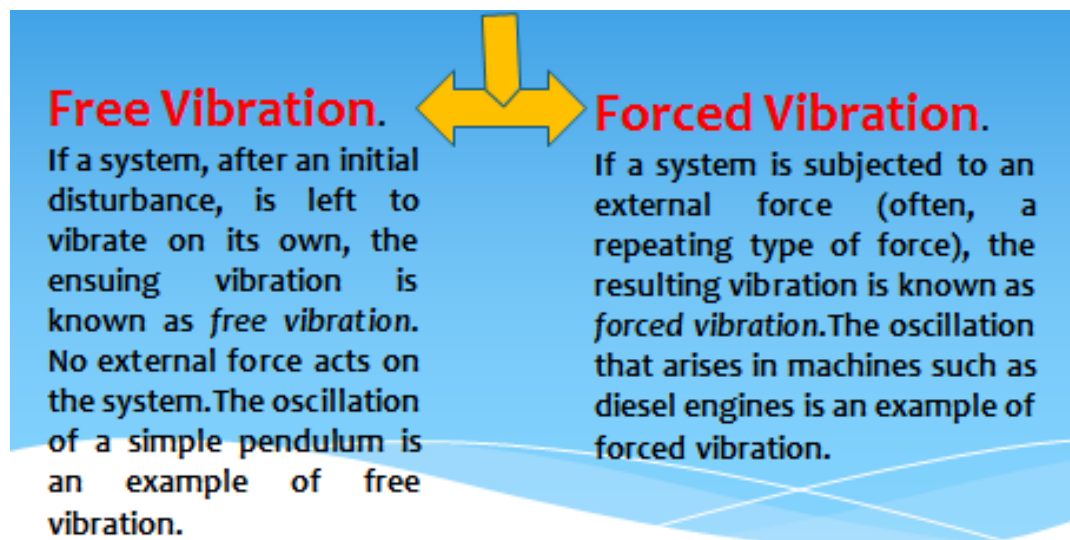 Free Vibration.
If a system, after an initial
disturbance, is left to
vibrate on its own, the
ensuing vibration is
known as free vibration.
No external force acts on
the system.The oscillation
of a simple pendulum is
an example of free
vibration.
Forced Vibration.
If a system is subjected to an
external force (often, a
repeating type of force), the
resulting vibration is known as
forced vibration.The oscillation
that arises in machines such as
diesel engines is an example of
forced vibration.